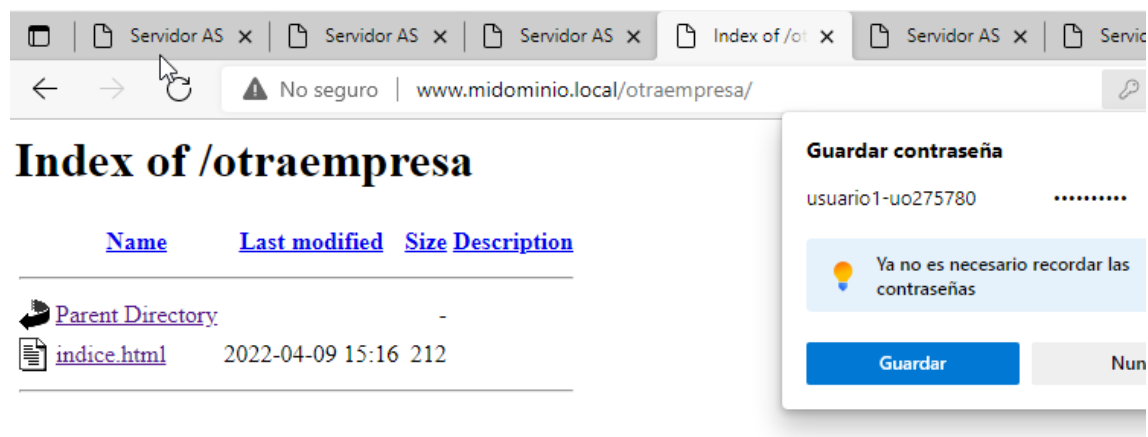 Servidor AS Servidor AS Servidor AS Index of /ot Servidor AS Servic
No seguro | www.midominio.local/otraempresa/
Index of /otraempresa
Name Last modified Size Description
Parent Directory -
indice.html 2022-04-09 15:16 212
Guardar contraseña
usuario1-uo275780 ••••••••••
Ya no es necesario recordar las
contraseñas
Guardar Nun